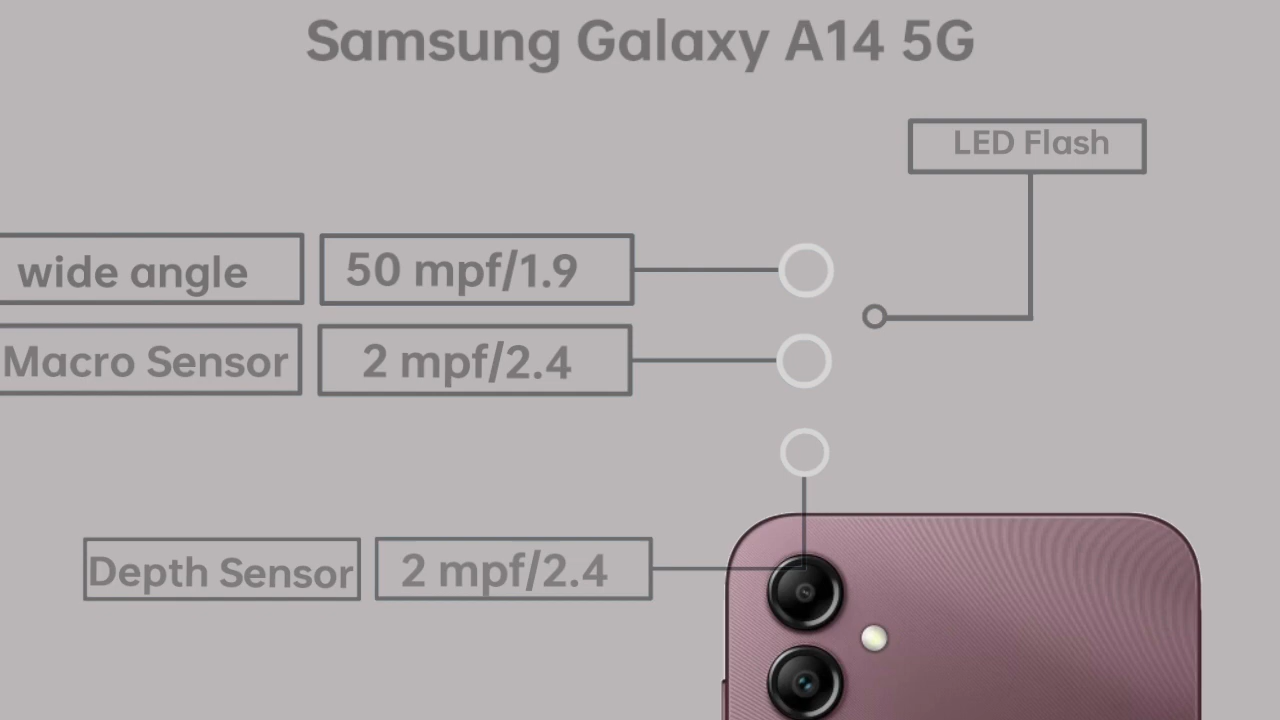 Samsung Galaxy A14 5G
LED Flash
wide angle 50 mpf/1.9
Macro Sensor 2 mpf/2.4
Depth Sensor 2 mpf/2.4